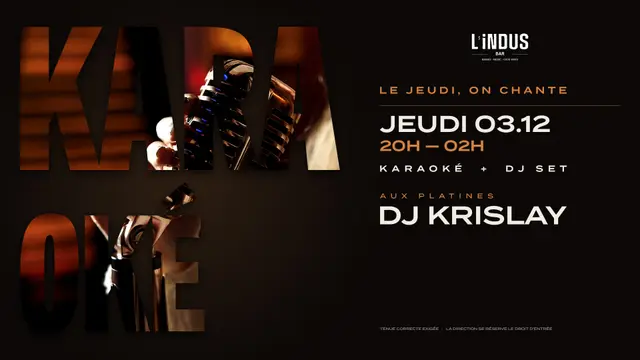 KARA
OKÉ
L'iNDUS
BAR
LE JEUDI, ON CHANTE
JEUDI 03.12
20H — 02H
KARAOKÉ + DJ SET
AUX PLATINES
DJ KRISLAY
TENUE CORRECTE EXIGÉE · LA DIRECTION SE RÉSERVE LE DROIT D'ENTRÉE